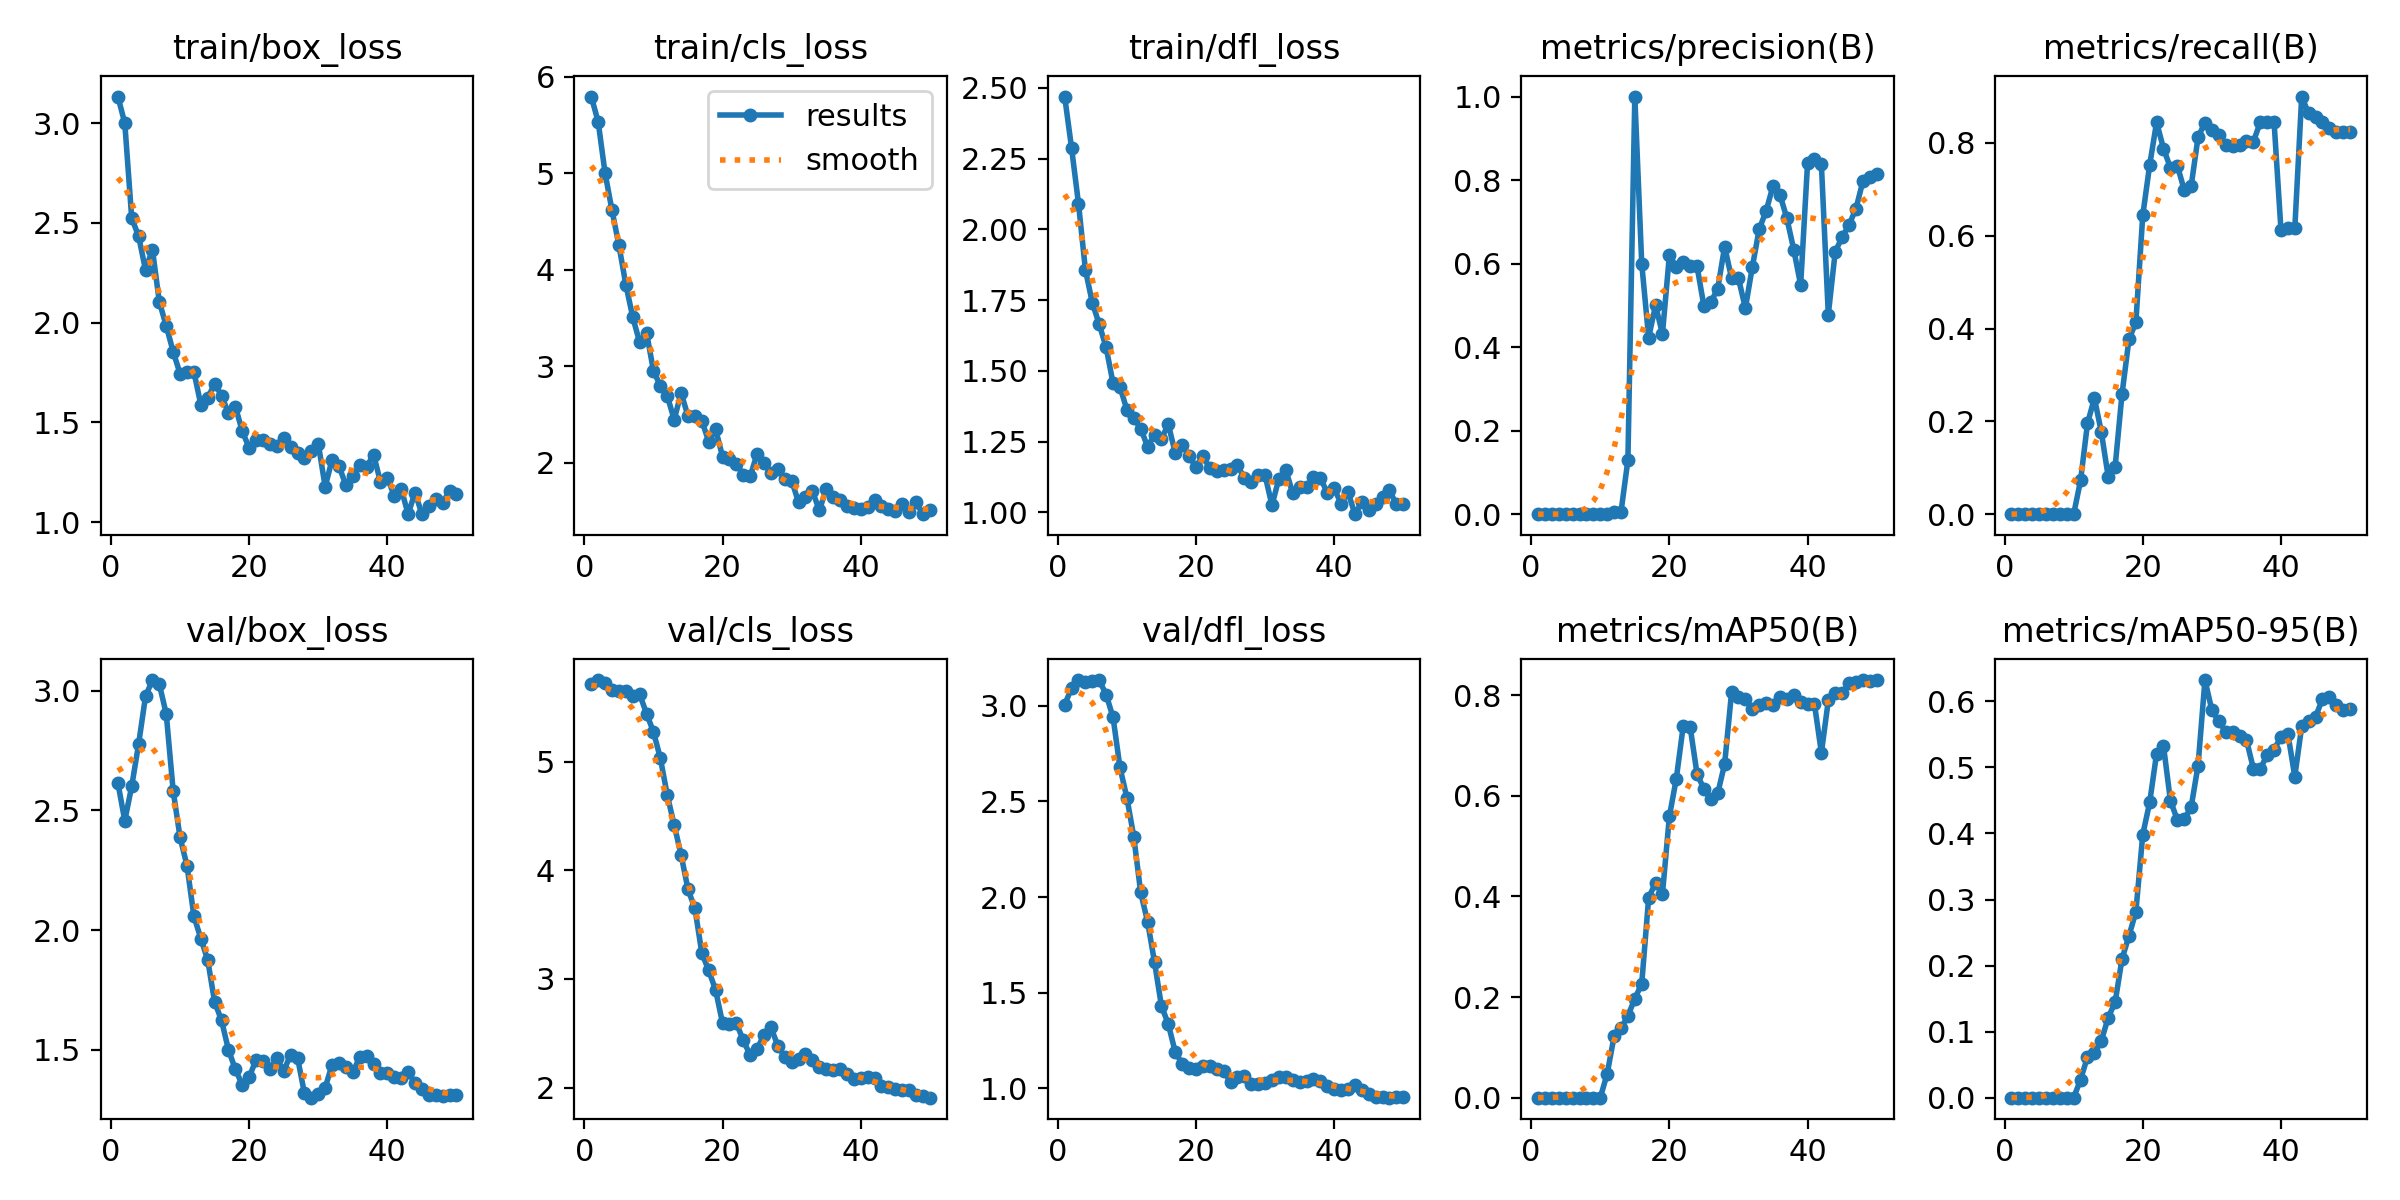 train/box_loss
3.0
2.5
2.0
1.5
1.0
0 20 40
train/cls_loss
results
smooth
6
5
4
3
2
0 20 40
train/dfl_loss
2.50
2.25
2.00
1.75
1.50
1.25
1.00
0 20 40
metrics/precision(B)
1.0
0.8
0.6
0.4
0.2
0.0
0 20 40
metrics/recall(B)
0.8
0.6
0.4
0.2
0.0
0 20 40
val/box_loss
3.0
2.5
2.0
1.5
0 20 40
val/cls_loss
5
4
3
2
0 20 40
val/dfl_loss
3.0
2.5
2.0
1.5
1.0
0 20 40
metrics/mAP50(B)
0.8
0.6
0.4
0.2
0.0
0 20 40
metrics/mAP50-95(B)
0.6
0.5
0.4
0.3
0.2
0.1
0.0
0 20 40